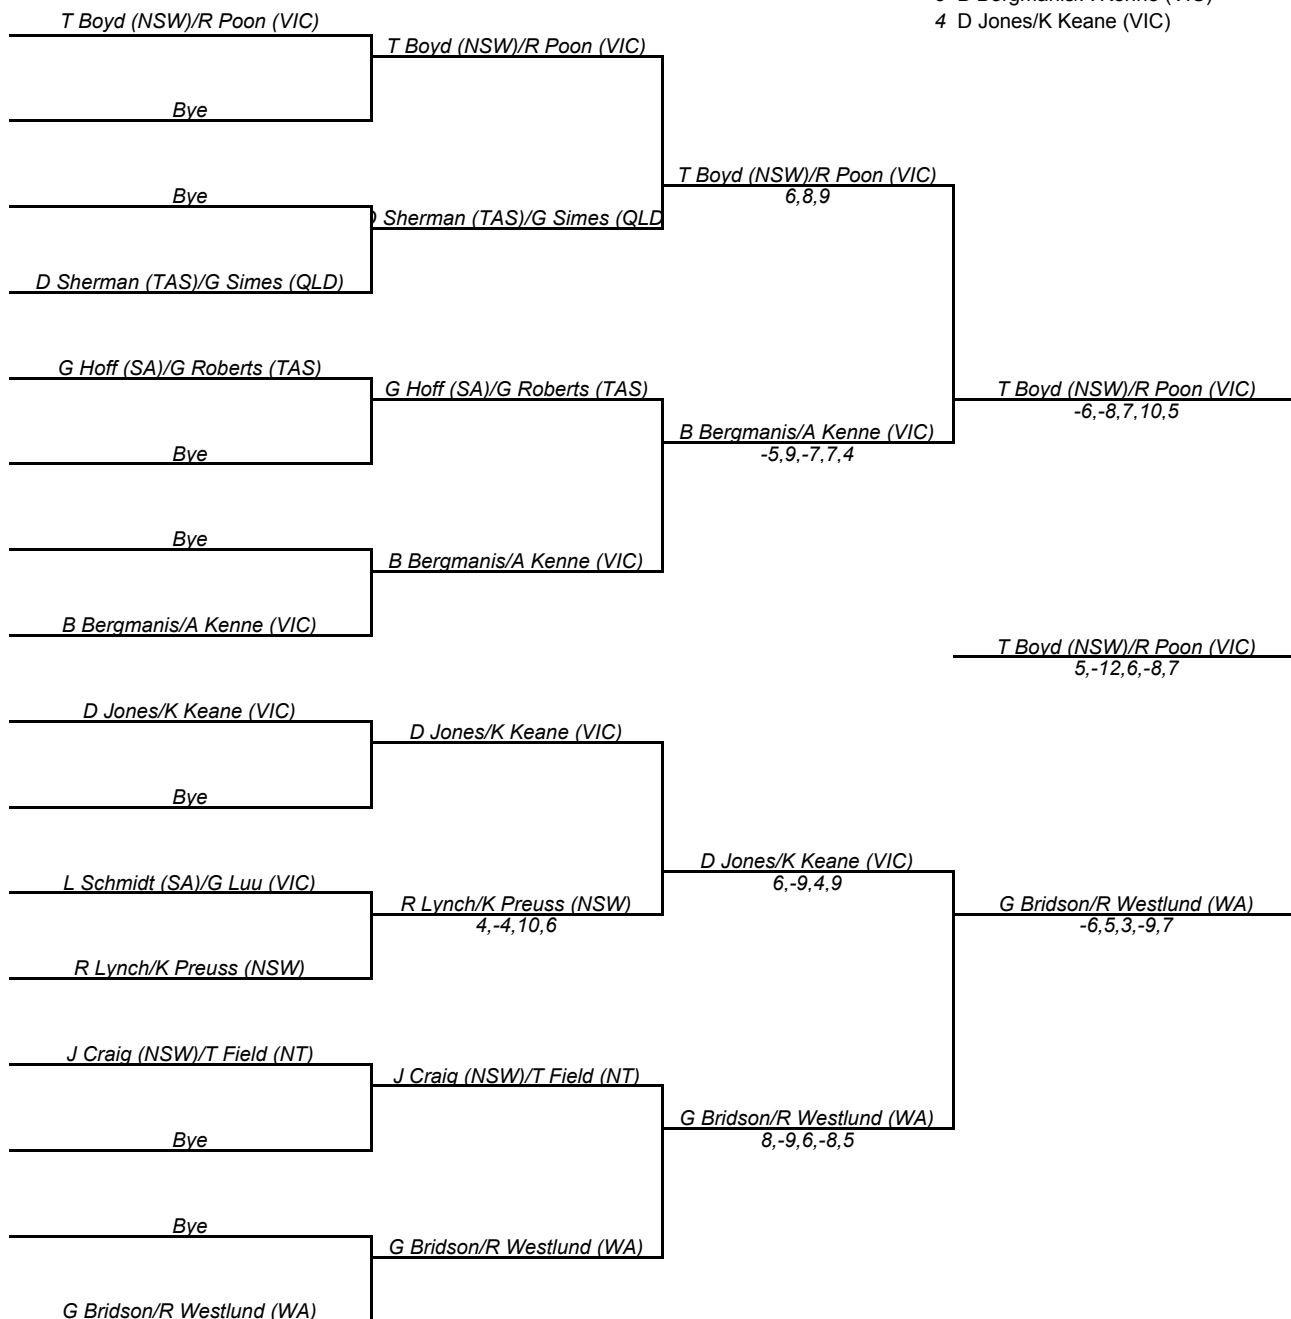 4 D Jones/K Keane (VIC)
T Boyd (NSW)/R Poon (VIC)
T Boyd (NSW)/R Poon (VIC)
Bye
T Boyd (NSW)/R Poon (VIC)
6,8,9
Bye
Sherman (TAS)/G Simes (QLD
D Sherman (TAS)/G Simes (QLD)
G Hoff (SA)/G Roberts (TAS)
G Hoff (SA)/G Roberts (TAS)
T Boyd (NSW)/R Poon (VIC)
-6,-8,7,10,5
B Bergmanis/A Kenne (VIC)
-5,9,-7,7,4
Bye
Bye
B Bergmanis/A Kenne (VIC)
B Bergmanis/A Kenne (VIC)
T Boyd (NSW)/R Poon (VIC)
5,-12,6,-8,7
D Jones/K Keane (VIC)
D Jones/K Keane (VIC)
Bye
D Jones/K Keane (VIC)
6,-9,4,9
L Schmidt (SA)/G Luu (VIC)
R Lynch/K Preuss (NSW)
4,-4,10,6
G Bridson/R Westlund (WA)
-6,5,3,-9,7
R Lynch/K Preuss (NSW)
J Craig (NSW)/T Field (NT)
J Craig (NSW)/T Field (NT)
G Bridson/R Westlund (WA)
8,-9,6,-8,5
Bye
Bye
G Bridson/R Westlund (WA)
G Bridson/R Westlund (WA)